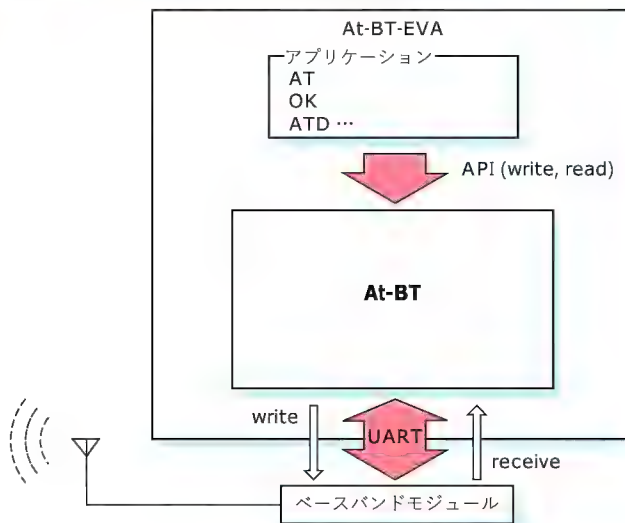 At-BT-EVA
アプリケーション
AT
OK
ATD …
API (write, read)
At-BT
write
UART
receive
ベースバンドモジュール